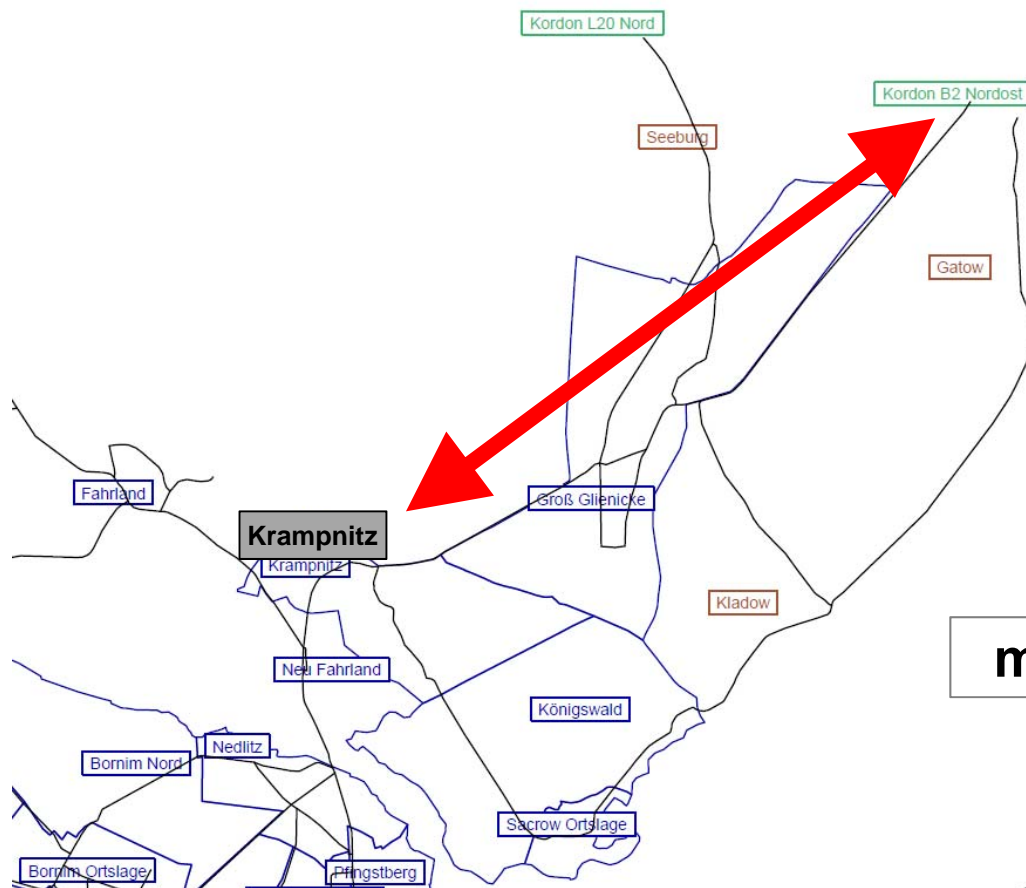 Kordon L20 Nord
Kordon B2 Nordost
Seeburg
Gatow
Fahrland
Groß Glienicke
Krampnitz
Krampnitz
Kladow
m
Neu Fahrland
Königswald
Nedlitz
Bornim Nord
Sacrow Ortslage
Bornim Ortslage
Pfingstberg